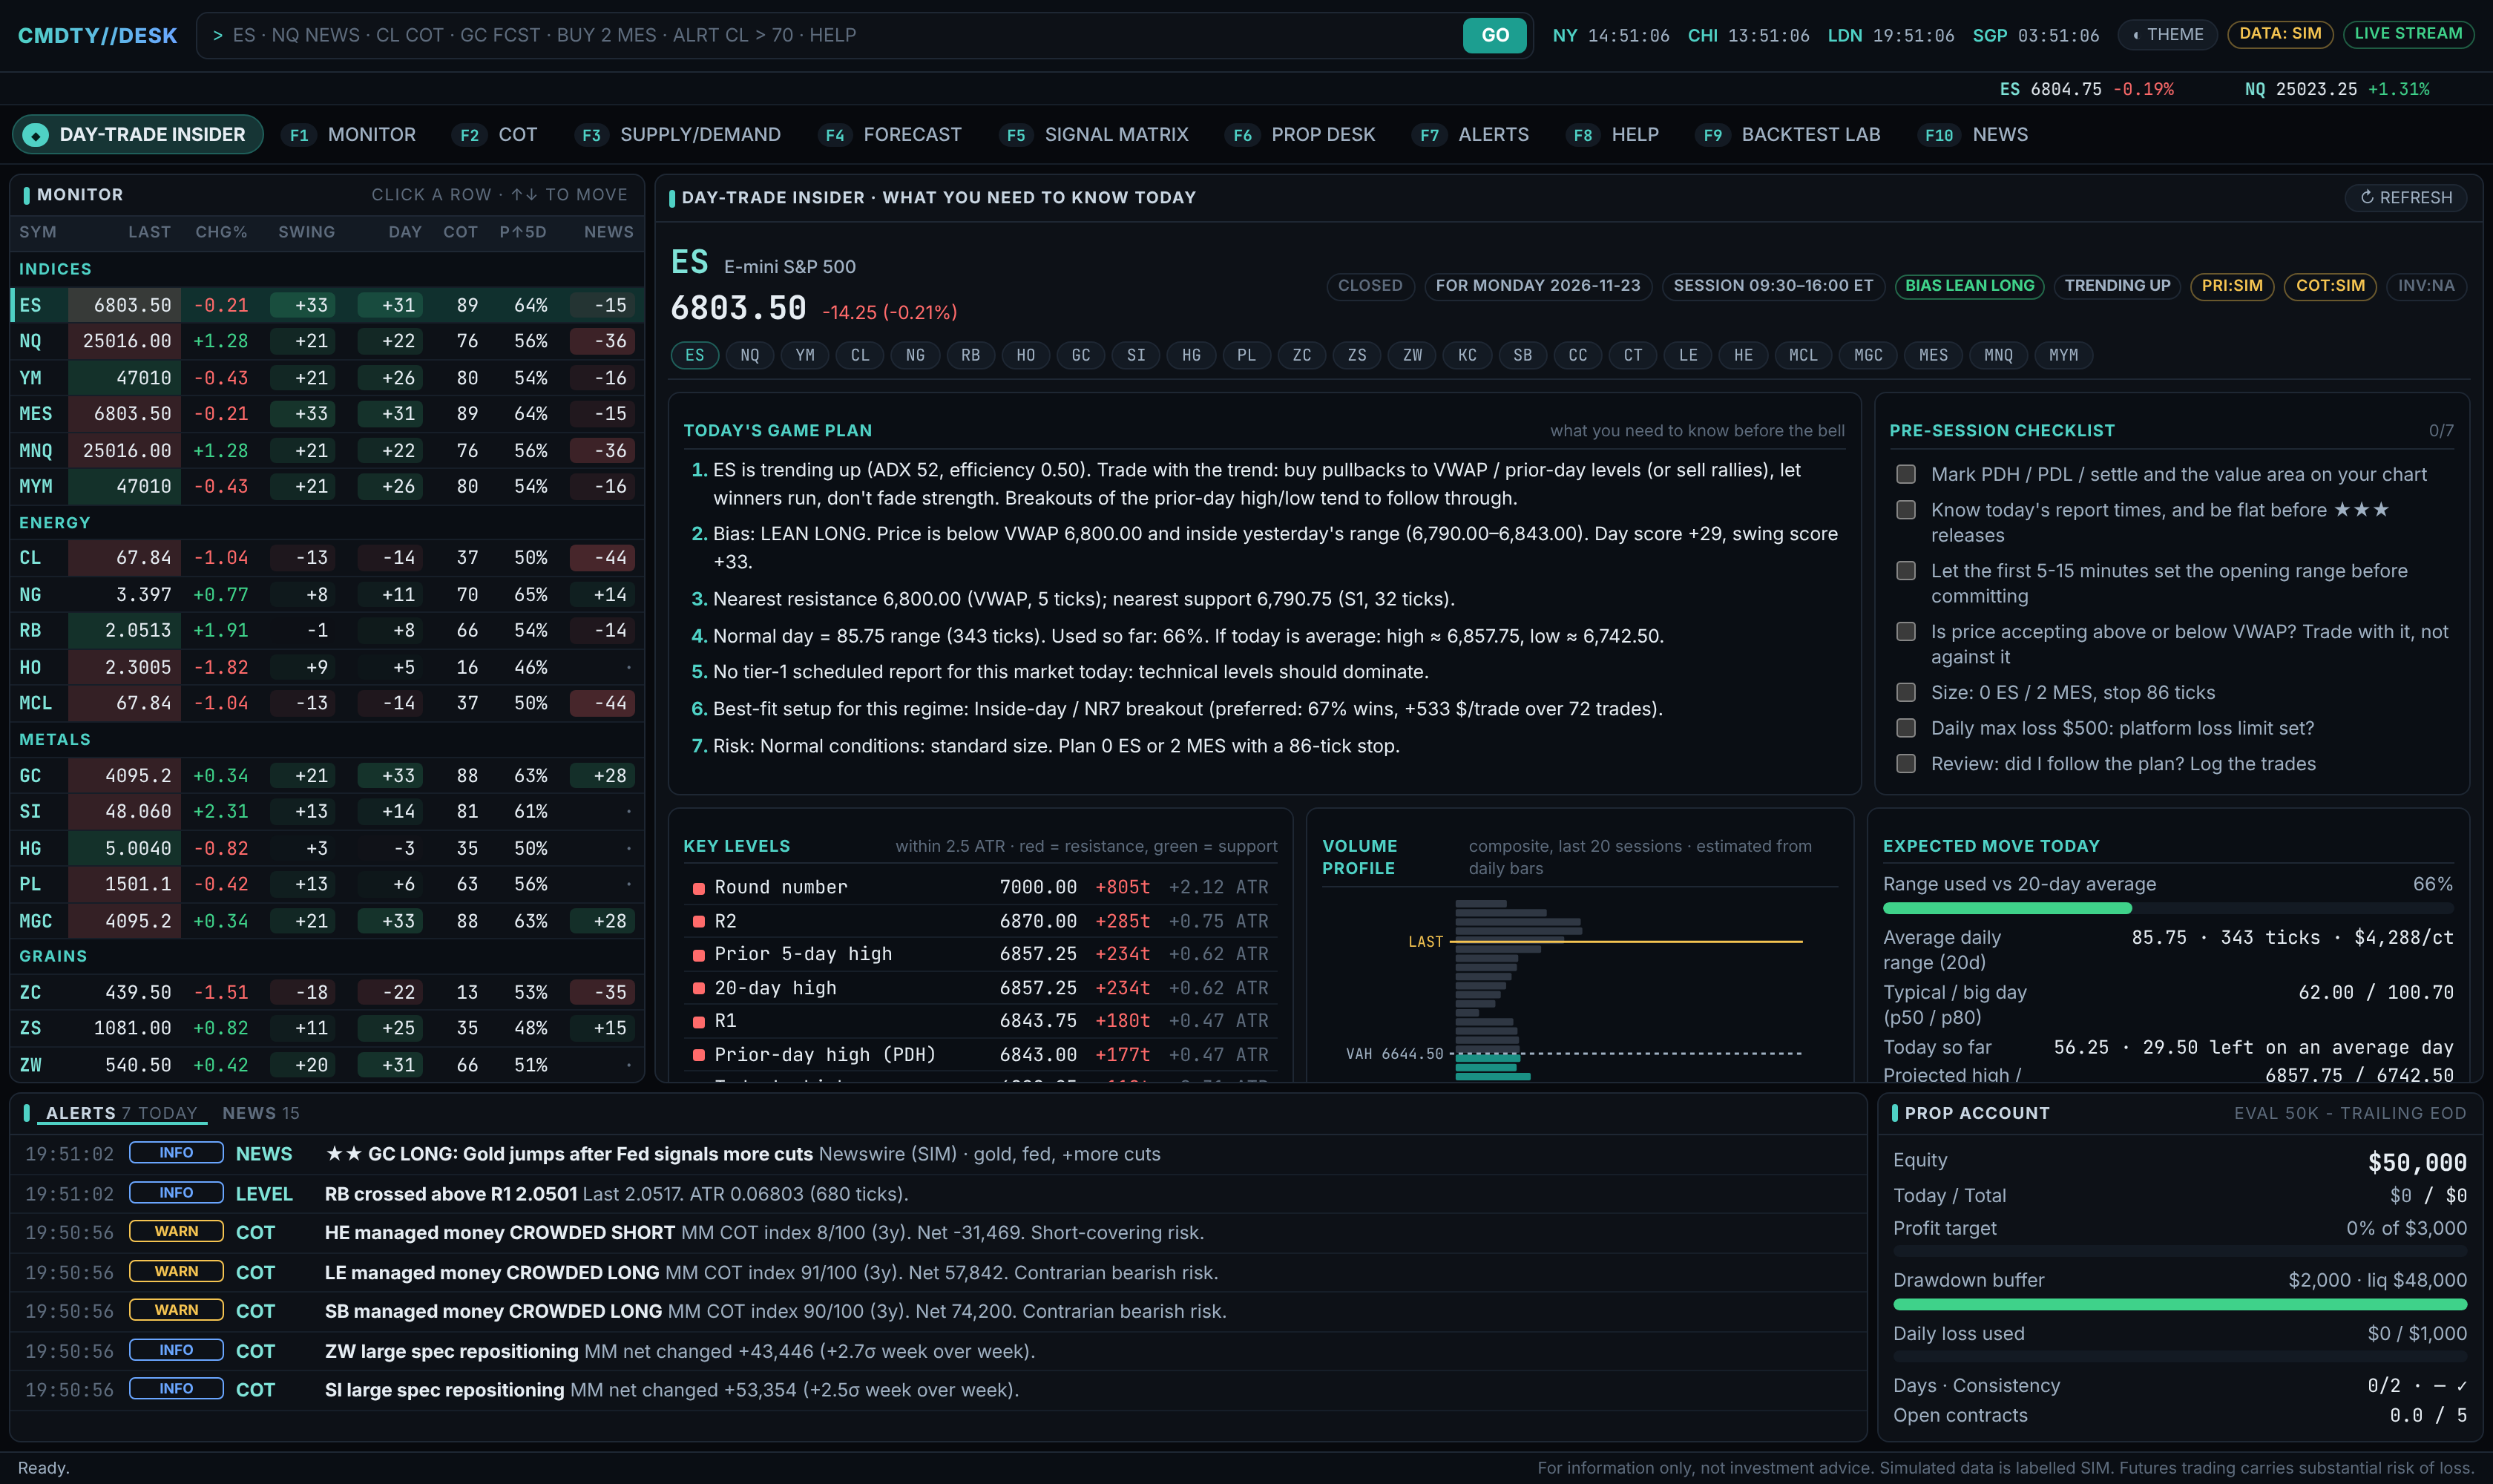 CMDTY//DESK
> ES · NQ NEWS · CL COT · GC FCST · BUY 2 MES · ALRT CL > 70 · HELP
GO
NY 14:51:06 CHI 13:51:06 LDN 19:51:06 SGP 03:51:06
THEME
DATA: SIM
LIVE STREAM
ES 6804.75 -0.19% NQ 25023.25 +1.31%
DAY-TRADE INSIDER
F1 MONITOR
F2 COT
F3 SUPPLY/DEMAND
F4 FORECAST
F5 SIGNAL MATRIX
F6 PROP DESK
F7 ALERTS
F8 HELP
F9 BACKTEST LAB
F10 NEWS
MONITOR CLICK A ROW · ↑↓ TO MOVE
SYM LAST CHG% SWING DAY COT P↑5D NEWS
INDICES
ES 6803.50 -0.21 +33 +31 89 64% -15
NQ 25016.00 +1.28 +21 +22 76 56% -36
YM 47010 -0.43 +21 +26 80 54% -16
MES 6803.50 -0.21 +33 +31 89 64% -15
MNQ 25016.00 +1.28 +21 +22 76 56% -36
MYM 47010 -0.43 +21 +26 80 54% -16
ENERGY
CL 67.84 -1.04 -13 -14 37 50% -44
NG 3.397 +0.77 +8 +11 70 65% +14
RB 2.0513 +1.91 -1 +8 66 54% -14
HO 2.3005 -1.82 +9 +5 16 46% ·
MCL 67.84 -1.04 -13 -14 37 50% -44
METALS
GC 4095.2 +0.34 +21 +33 88 63% +28
SI 48.060 +2.31 +13 +14 81 61% ·
HG 5.0040 -0.82 +3 -3 35 50% ·
PL 1501.1 -0.42 +13 +6 63 56% ·
MGC 4095.2 +0.34 +21 +33 88 63% +28
GRAINS
ZC 439.50 -1.51 -18 -22 13 53% -35
ZS 1081.00 +0.82 +11 +25 35 48% +15
ZW 540.50 +0.42 +20 +31 66 51% ·
DAY-TRADE INSIDER · WHAT YOU NEED TO KNOW TODAY
↻ REFRESH
ES E-mini S&P 500
6803.50 -14.25 (-0.21%)
CLOSED
FOR MONDAY 2026-11-23
SESSION 09:30–16:00 ET
BIAS LEAN LONG
TRENDING UP
PRI:SIM
COT:SIM
INV:NA
ES NQ YM CL NG RB HO GC SI HG PL ZC ZS ZW KC SB CC CT LE HE MCL MGC MES MNQ MYM
TODAY'S GAME PLAN what you need to know before the bell
1. ES is trending up (ADX 52, efficiency 0.50). Trade with the trend: buy pullbacks to VWAP / prior-day levels (or sell rallies), let
winners run, don't fade strength. Breakouts of the prior-day high/low tend to follow through.
2. Bias: LEAN LONG. Price is below VWAP 6,800.00 and inside yesterday's range (6,790.00–6,843.00). Day score +29, swing score
+33.
3. Nearest resistance 6,800.00 (VWAP, 5 ticks); nearest support 6,790.75 (S1, 32 ticks).
4. Normal day = 85.75 range (343 ticks). Used so far: 66%. If today is average: high ≈ 6,857.75, low ≈ 6,742.50.
5. No tier-1 scheduled report for this market today: technical levels should dominate.
6. Best-fit setup for this regime: Inside-day / NR7 breakout (preferred: 67% wins, +533 $/trade over 72 trades).
7. Risk: Normal conditions: standard size. Plan 0 ES or 2 MES with a 86-tick stop.
PRE-SESSION CHECKLIST 0/7
Mark PDH / PDL / settle and the value area on your chart
Know today's report times, and be flat before ★★★
releases
Let the first 5-15 minutes set the opening range before
committing
Is price accepting above or below VWAP? Trade with it, not
against it
Size: 0 ES / 2 MES, stop 86 ticks
Daily max loss $500: platform loss limit set?
Review: did I follow the plan? Log the trades
KEY LEVELS within 2.5 ATR · red = resistance, green = support
Round number 7000.00 +805t +2.12 ATR
R2 6870.00 +285t +0.75 ATR
Prior 5-day high 6857.25 +234t +0.62 ATR
20-day high 6857.25 +234t +0.62 ATR
R1 6843.75 +180t +0.47 ATR
Prior-day high (PDH) 6843.00 +177t +0.47 ATR
VOLUME PROFILE
composite, last 20 sessions · estimated from
daily bars
LAST
VAH 6644.50
EXPECTED MOVE TODAY
Range used vs 20-day average 66%
Average daily range (20d) 85.75 · 343 ticks · $4,288/ct
Typical / big day (p50 / p80) 62.00 / 100.70
Today so far 56.25 · 29.50 left on an average day
Projected high / 6857.75 / 6742.50
ALERTS 7 TODAY NEWS 15
19:51:02 INFO NEWS ★★ GC LONG: Gold jumps after Fed signals more cuts Newswire (SIM) · gold, fed, +more cuts
19:51:02 INFO LEVEL RB crossed above R1 2.0501 Last 2.0517. ATR 0.06803 (680 ticks).
19:50:56 WARN COT HE managed money CROWDED SHORT MM COT index 8/100 (3y). Net -31,469. Short-covering risk.
19:50:56 WARN COT LE managed money CROWDED LONG MM COT index 91/100 (3y). Net 57,842. Contrarian bearish risk.
19:50:56 WARN COT SB managed money CROWDED LONG MM COT index 90/100 (3y). Net 74,200. Contrarian bearish risk.
19:50:56 INFO COT ZW large spec repositioning MM net changed +43,446 (+2.7σ week over week).
19:50:56 INFO COT SI large spec repositioning MM net changed +53,354 (+2.5σ week over week).
PROP ACCOUNT EVAL 50K - TRAILING EOD
Equity $50,000
Today / Total $0 / $0
Profit target 0% of $3,000
Drawdown buffer $2,000 · liq $48,000
Daily loss used $0 / $1,000
Days · Consistency 0/2 · — ✓
Open contracts 0.0 / 5
Ready.
For information only, not investment advice. Simulated data is labelled SIM. Futures trading carries substantial risk of loss.